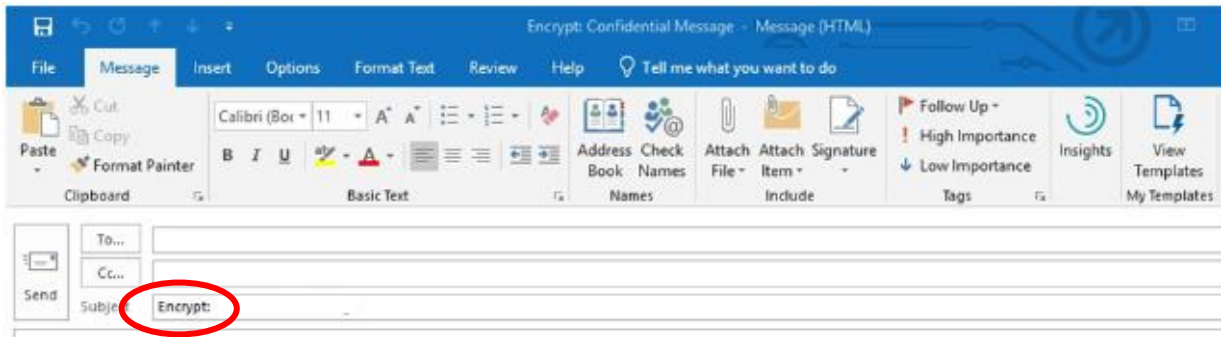 Encrypt: Confidential Message - Message (HTML)
File Message Insert Options Format Text Review Help Tell me what you want to do
Paste
Cut
Copy
Format Painter
Clipboard
Calibri (Boc 11
A A
B I U A
Basic Text
Address Book
Check Names
Names
Attach File
Attach Item
Signature
Include
Follow Up
High Importance
Low Importance
Tags
Insights
View Templates
My Templates
Send
To...
Cc...
Subject Encrypt: